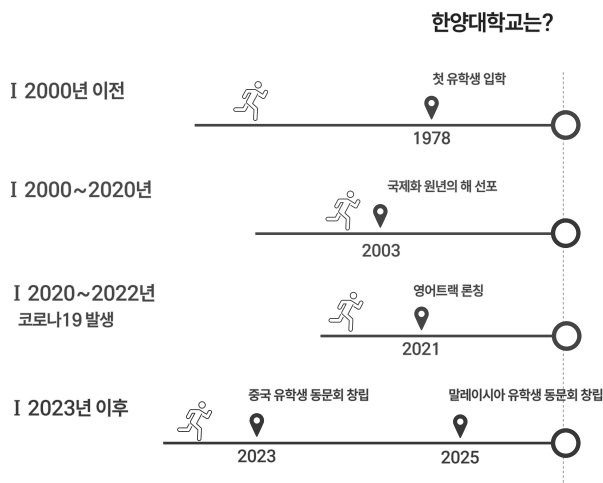 한양대학교는?
I 2000년 이전
첫 유학생 입학
1978
I 2000~2020년
국제화 원년의 해 선포
2003
I 2020~2022년
코로나19 발생
영어트랙 론칭
2021
I 2023년 이후
중국 유학생 동문회 창립
말레이시아 유학생 동문회 창립
2023
2025